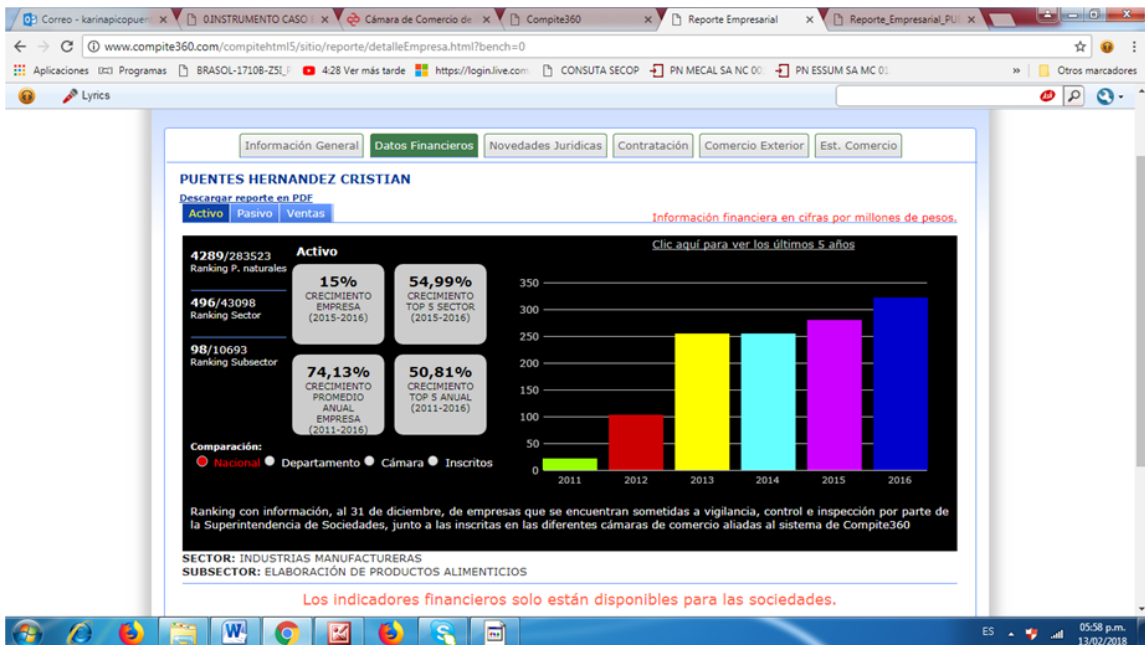 Correo - karinapicopuent
0.INSTRUMENTO CASO
Cámara de Comercio de
Compite360
Reporte Empresarial
Reporte_Empresarial_PU
www.compite360.com/compitehtml5/sitio/reporte/detalleEmpresa.html?bench=0
Aplicaciones
Programas
BRASOL-1710B-Z5I_F
4:28 Ver más tarde
https://login.live.com
CONSUTA SECOP
PN MECAL SA NC 00
PN ESSUM SA MC 01
»
Otros marcadores
Lyrics
Información General
Datos Financieros
Novedades Juridicas
Contratación
Comercio Exterior
Est. Comercio
PUENTES HERNANDEZ CRISTIAN
Descargar reporte en PDF
Activo
Pasivo
Ventas
Información financiera en cifras por millones de pesos.
4289/283523
Ranking P. naturales
496/43098
Ranking Sector
98/10693
Ranking Subsector
Activo
15%
CRECIMIENTO
EMPRESA
(2015-2016)
54,99%
CRECIMIENTO
TOP 5 SECTOR
(2015-2016)
74,13%
CRECIMIENTO
PROMEDIO
ANUAL
EMPRESA
(2011-2016)
50,81%
CRECIMIENTO
TOP 5 ANUAL
(2011-2016)
Comparación:
Nacional
Departamento
Cámara
Inscritos
Clic aquí para ver los últimos 5 años
350
300
250
200
150
100
50
0
2011
2012
2013
2014
2015
2016
Ranking con información, al 31 de diciembre, de empresas que se encuentran sometidas a vigilancia, control e inspección por parte de
la Superintendencia de Sociedades, junto a las inscritas en las diferentes cámaras de comercio aliadas al sistema de Compite360
SECTOR: INDUSTRIAS MANUFACTURERAS
SUBSECTOR: ELABORACIÓN DE PRODUCTOS ALIMENTICIOS
Los indicadores financieros solo están disponibles para las sociedades.
ES
05:58 p.m.
13/02/2018